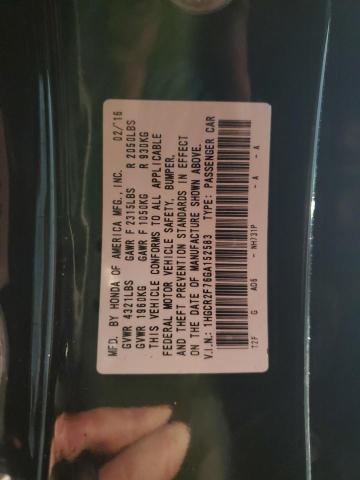 MFD. BY HONDA OF AMERICA MFG., INC. 02/'16
GVWR 4321LBS GAWR F 2315LBS R 2050LBS
GVWR 1960KG GAWR F 1050KG R 930KG
THIS VEHICLE CONFORMS TO ALL APPLICABLE
FEDERAL MOTOR VEHICLE SAFETY, BUMPER,
AND THEFT PREVENTION STANDARDS IN EFFECT
ON THE DATE OF MANUFACTURE SHOWN ABOVE.
V.I.N.: 1HGCR2F76GA152583 TYPE: PASSENGER CAR
T2F G AO6 - NH731P - A - A